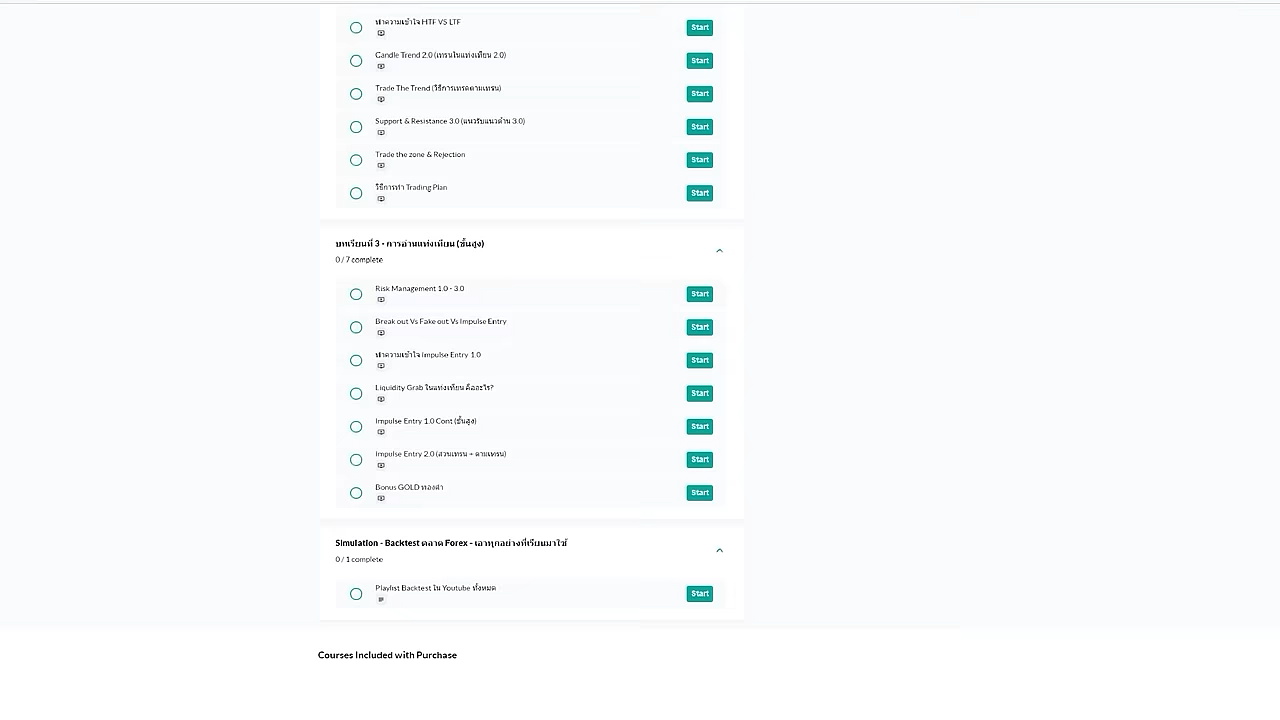 ทำความเข้าใจ HTF VS LTF
Start
Candle Trend 2.0 (เทรนในแท่งเทียน 2.0)
Start
Trade The Trend (วิธีการเทรดตามเทรน)
Start
Support & Resistance 3.0 (แนวรับแนวต้าน 3.0)
Start
Trade the zone & Rejection
Start
วิธีการทำ Trading Plan
Start
บทเรียนที่ 3 - การอ่านแท่งเทียน (ขั้นสูง)
0 / 7 complete
Risk Management 1.0 - 3.0
Start
Break out Vs Fake out Vs Impulse Entry
Start
ทำความเข้าใจ Impulse Entry 1.0
Start
Liquidity Grab ในแท่งเทียน คืออะไร?
Start
Impulse Entry 1.0 Cont (ขั้นสูง)
Start
Impulse Entry 2.0 (สวนเทรน + ตามเทรน)
Start
Bonus GOLD ทองคำ
Start
Simulation - Backtest ตลาด Forex - เอาทุกอย่างที่เรียนมาใช้
0 / 1 complete
Playlist Backtest ใน Youtube ทั้งหมด
Start
Courses Included with Purchase